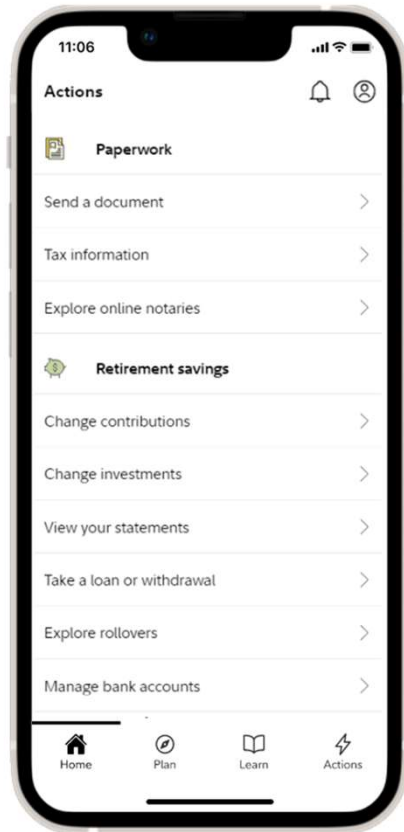 11:06
Actions
Paperwork
Send a document
Tax information
Explore online notaries
Retirement savings
Change contributions
Change investments
View your statements
Take a loan or withdrawal
Explore rollovers
Manage bank accounts
Home Plan Learn Actions